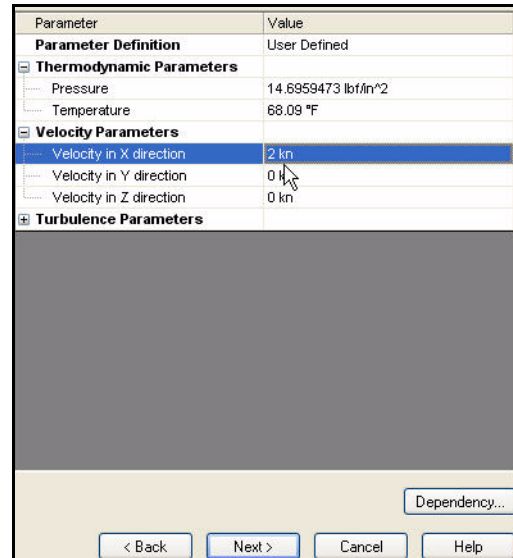 Parameter Value
Parameter Definition User Defined
Thermodynamic Parameters
Pressure 14.6959473 lbf/in^2
Temperature 68.09 °F
Velocity Parameters
Velocity in X direction 2 kn
Velocity in Y direction 0
Velocity in Z direction 0 kn
Turbulence Parameters
Dependency...
< Back Next > Cancel Help